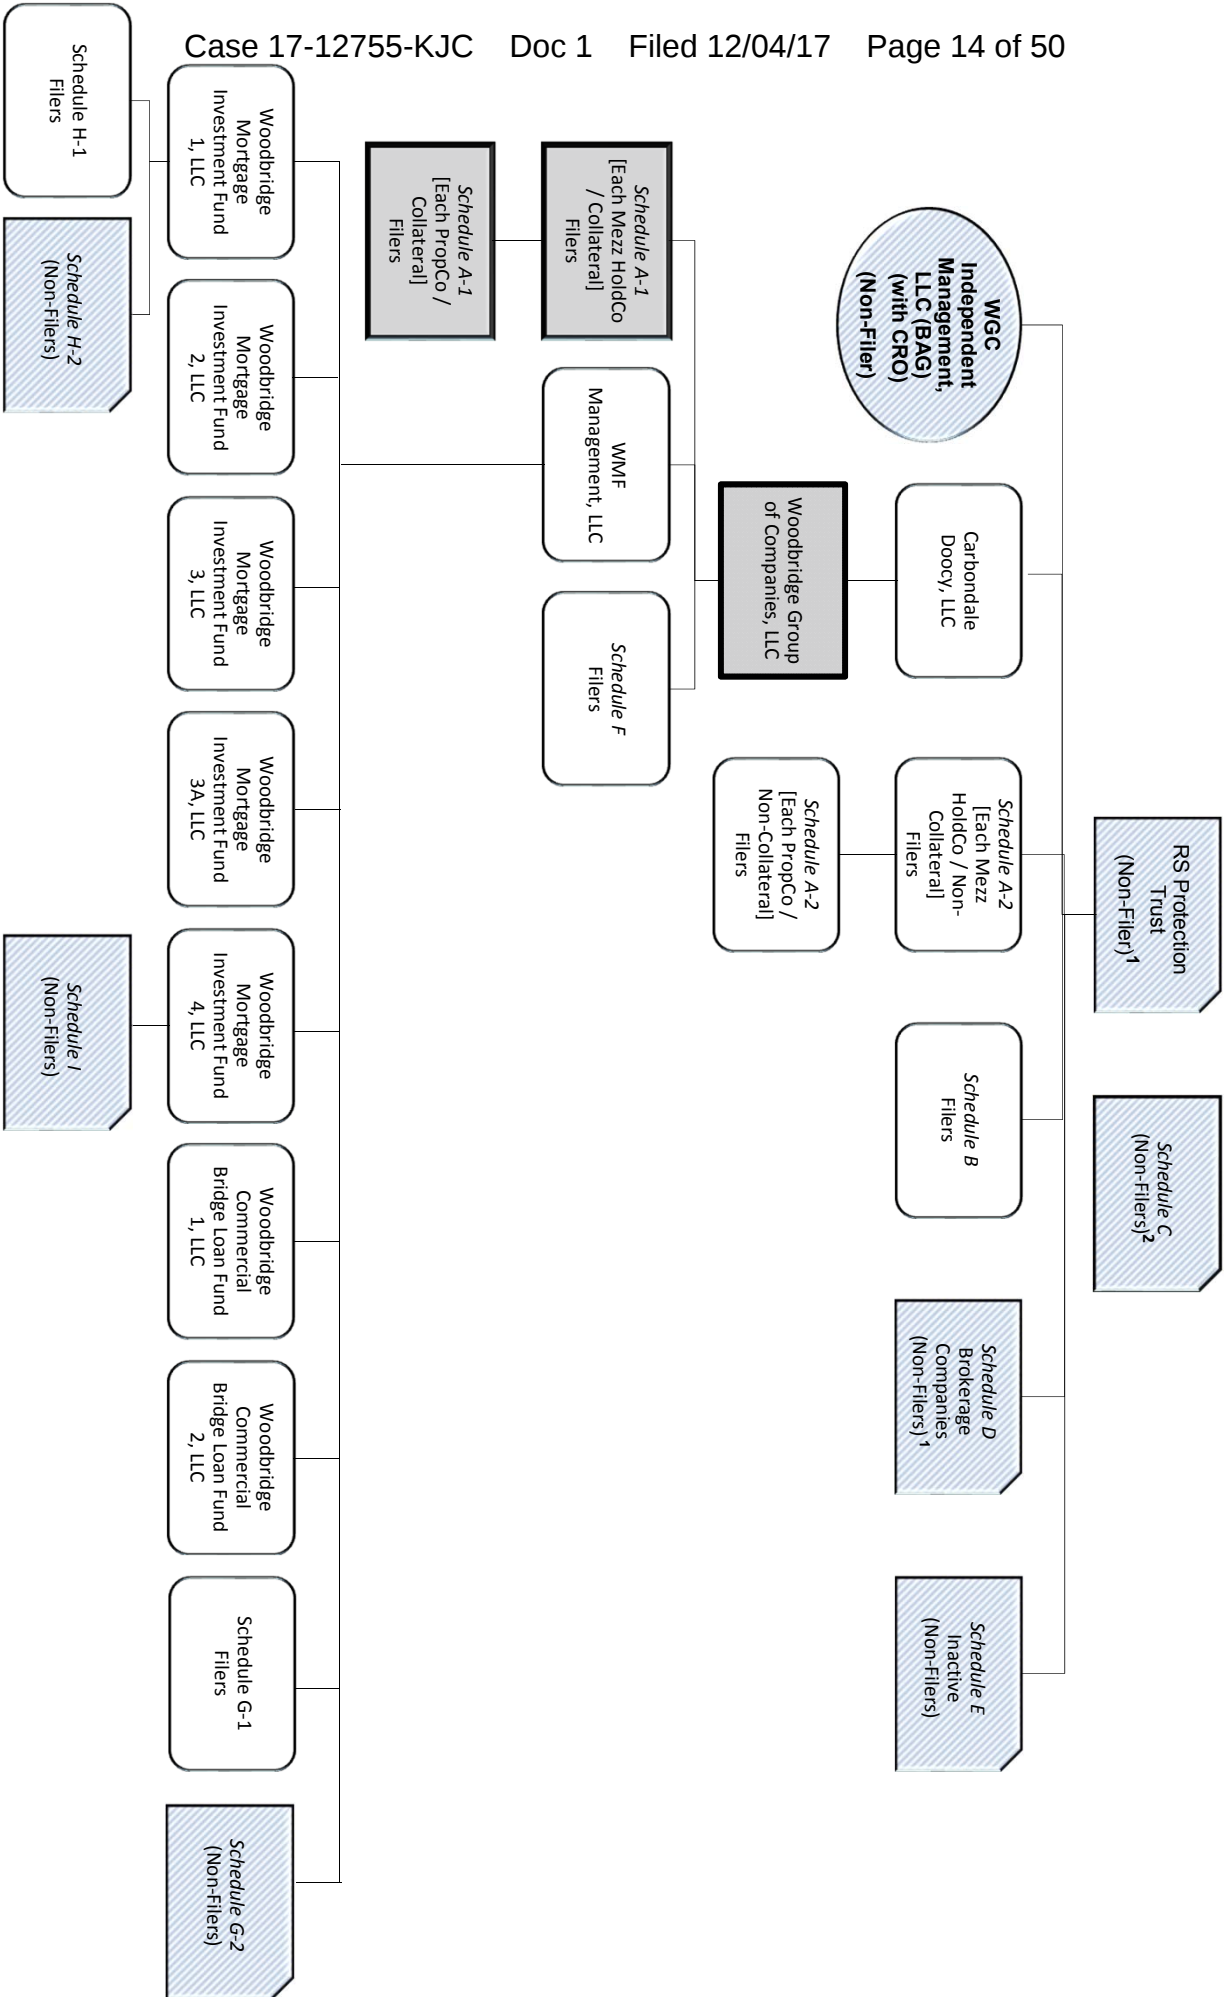 Case 17-12755-KJC Doc 1 Filed 12/04/17 Page 14 of 50
RS Protection
Trust
(Non-Filer)1
Schedule C
(Non-Filers)2
WGC
Independent
Management,
LLC (BAG)
(with CRO)
(Non-Filer)
Carbondale
Doocy, LLC
Schedule A-2
[Each Mezz
HoldCo / Non-
Collateral]
Filers
Schedule B
Filers
Schedule D
Brokerage
Companies
(Non-Filers)1
Schedule E
Inactive
(Non-Filers)
Woodbridge Group
of Companies, LLC
Schedule A-2
[Each PropCo /
Non-Collateral]
Filers
Schedule A-1
[Each Mezz HoldCo
/ Collateral]
Filers
WMF
Management, LLC
Schedule F
Filers
Schedule A-1
[Each PropCo /
Collateral]
Filers
Woodbridge
Mortgage
Investment Fund
1, LLC
Woodbridge
Mortgage
Investment Fund
2, LLC
Woodbridge
Mortgage
Investment Fund
3, LLC
Woodbridge
Mortgage
Investment Fund
3A, LLC
Woodbridge
Mortgage
Investment Fund
4, LLC
Woodbridge
Commercial
Bridge Loan Fund
1, LLC
Woodbridge
Commercial
Bridge Loan Fund
2, LLC
Schedule G-1
Filers
Schedule G-2
(Non-Filers)
Schedule H-1
Filers
Schedule H-2
(Non-Filers)
Schedule I
(Non-Filers)